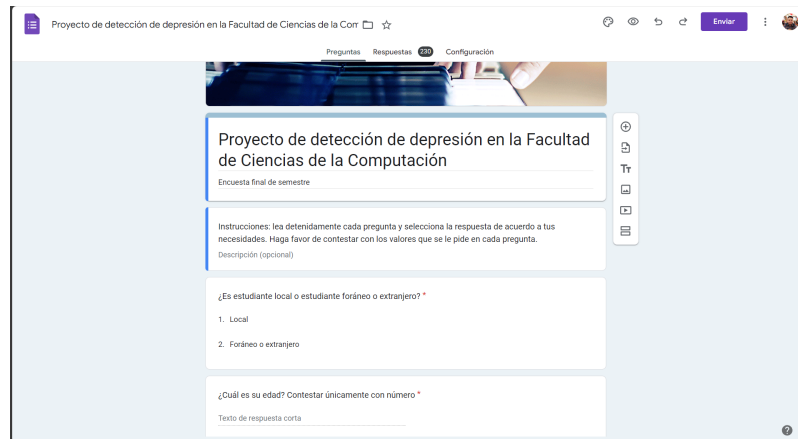 Proyecto de detección de depresión en la Facultad de Ciencias de la Com
Enviar
Preguntas Respuestas 230 Configuración
Proyecto de detección de depresión en la Facultad
de Ciencias de la Computación
Encuesta final de semestre
Tт
Instrucciones: lea detenidamente cada pregunta y selecciona la respuesta de acuerdo a tus
necesidades. Haga favor de contestar con los valores que se le pide en cada pregunta.
Descripción (opcional)
¿Es estudiante local o estudiante foráneo o extranjero? *
1. Local
2. Foráneo o extranjero
¿Cuál es su edad? Contestar únicamente con número *
Texto de respuesta corta